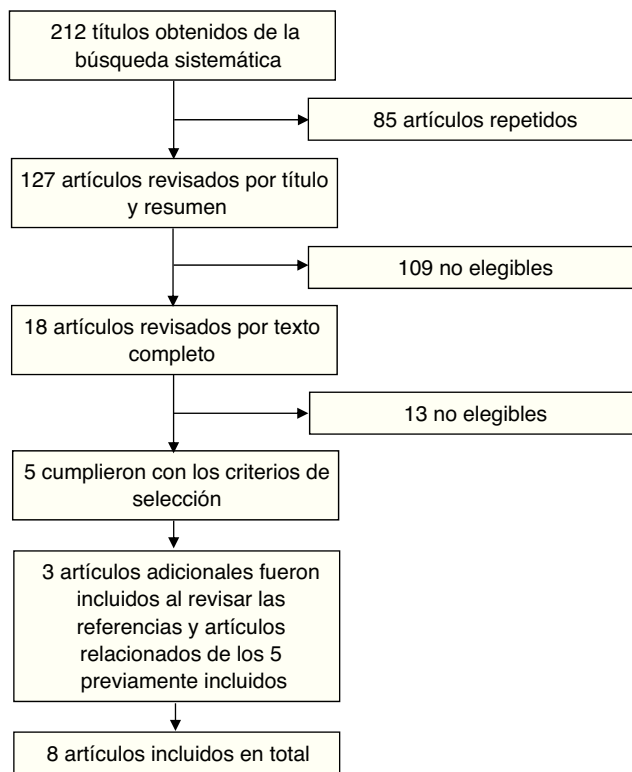 212 títulos obtenidos de la
búsqueda sistemática
85 artículos repetidos
127 artículos revisados por título
y resumen
109 no elegibles
18 artículos revisados por texto
completo
13 no elegibles
5 cumplieron con los criterios de
selección
3 artículos adicionales fueron
incluidos al revisar las
referencias y artículos
relacionados de los 5
previamente incluidos
8 artículos incluidos en total